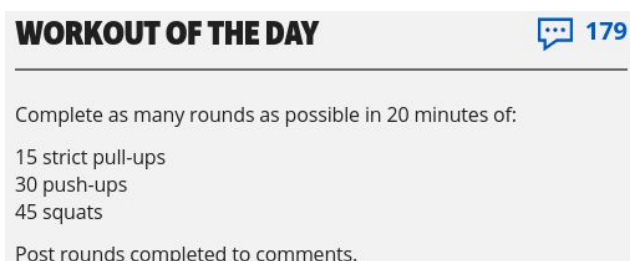 WORKOUT OF THE DAY 179
Complete as many rounds as possible in 20 minutes of:
15 strict pull-ups
30 push-ups
45 squats
Post rounds completed to comments.